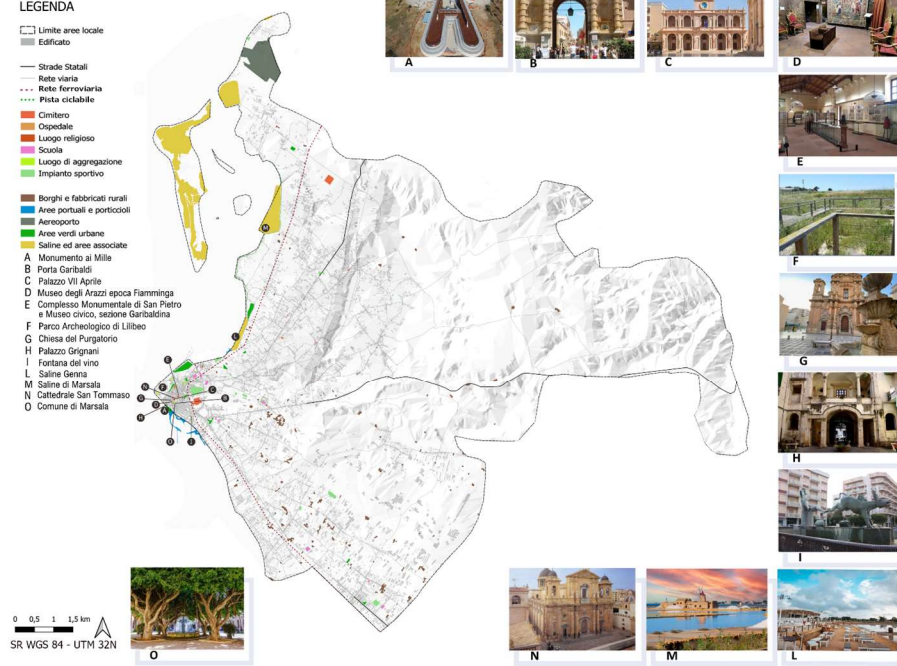 LEGENDA
Limite aree locale
Edificato
Strade Statali
Rete viaria
Rete ferroviaria
Pista ciclabile
Cimitero
Ospedale
Luogo religioso
Scuola
Luogo di aggregazione
Impianto sportivo
Borghi e fabbricati rurali
Aree portuali e porticcioli
Aereoporto
Aree verdi urbane
Saline ed aree associate
A Monumento ai Mille
B Porta Garibaldi
C Palazzo VII Aprile
D Museo degli Arazzi epoca Fiamminga
E Complesso Monumentale di San Pietro
e Museo civico, sezione Garibaldina
F Parco Archeologico di Lilibeo
G Chiesa del Purgatorio
H Palazzo Grignani
I Fontana del vino
L Saline Genna
M Saline di Marsala
N Cattedrale San Tommaso
O Comune di Marsala
A
B
C
D
E
F
G
H
I
L
M
N
O
M
L
E
N
F
C
G
D
B
A
H
O
I
0 0,5 1 1,5 km
SR WGS 84 - UTM 32N